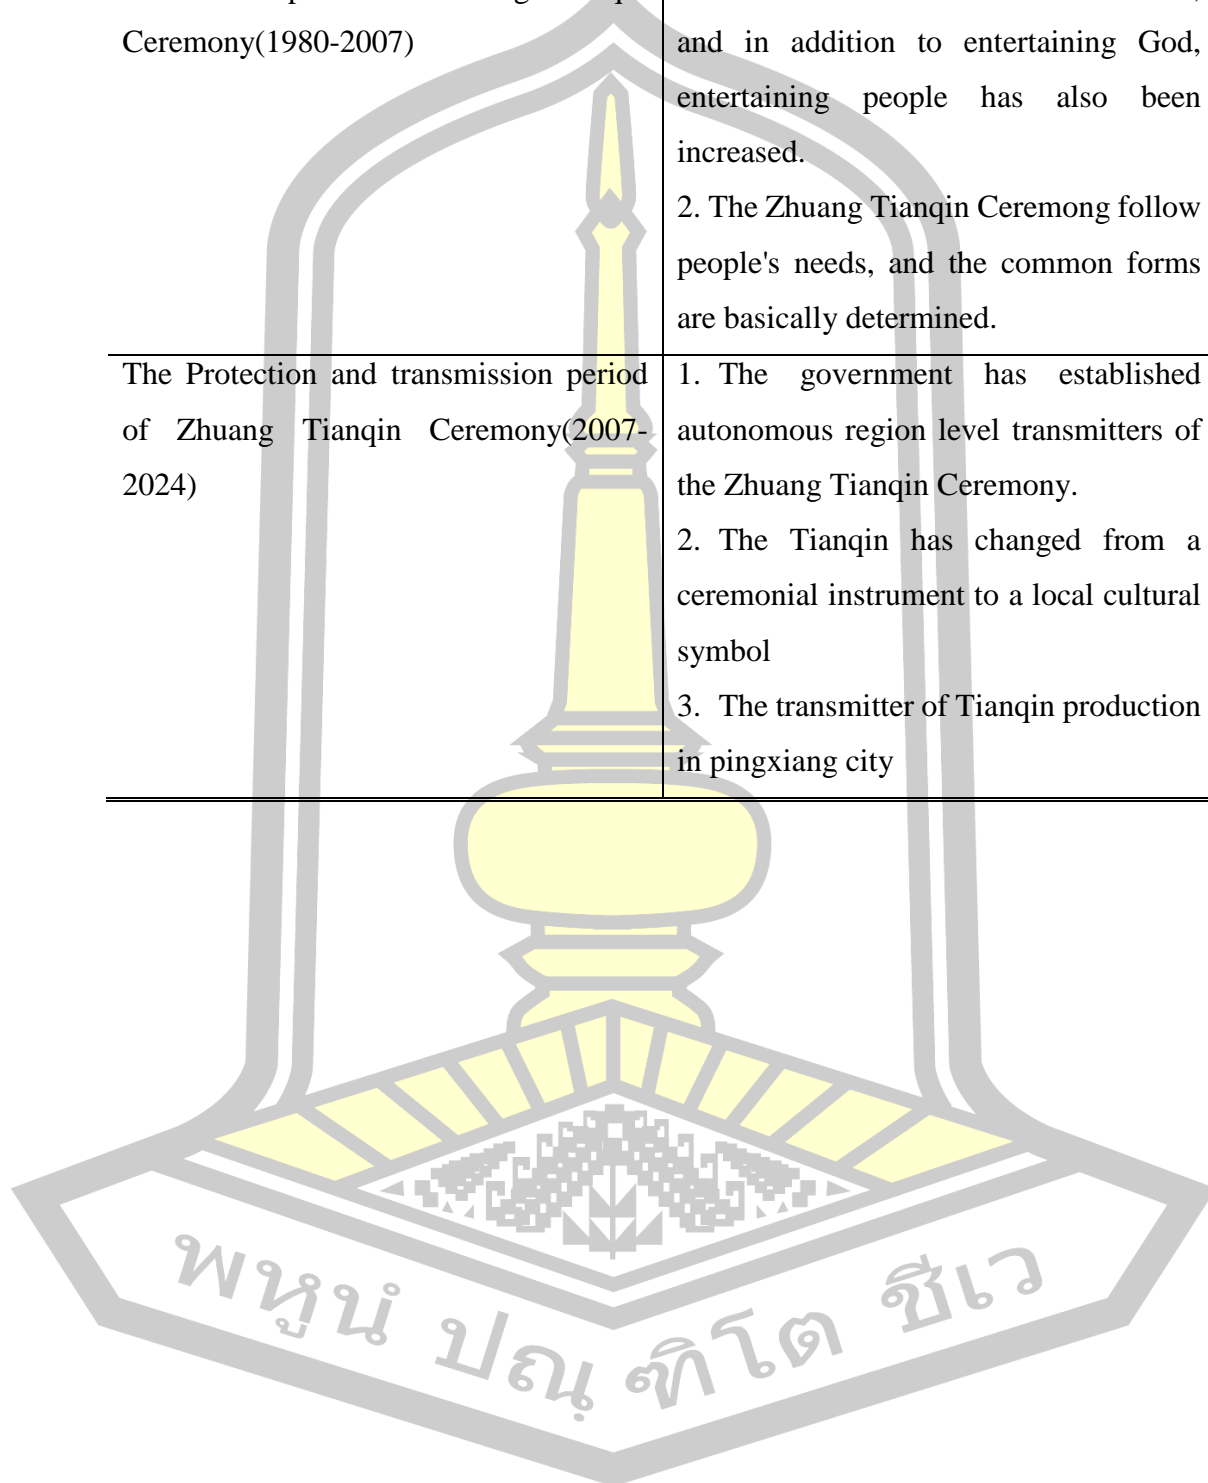 Ceremony(1980-2007)
and in addition to entertaining God,
entertaining people has also been
increased.
2. The Zhuang Tianqin Ceremong follow
people's needs, and the common forms
are basically determined.
The Protection and transmission period
of Zhuang Tianqin Ceremony(2007-
2024)
1. The government has established
autonomous region level transmitters of
the Zhuang Tianqin Ceremony.
2. The Tianqin has changed from a
ceremonial instrument to a local cultural
symbol
3. The transmitter of Tianqin production
in pingxiang city
พหูนํ ปณฺฑิโต ชีเว